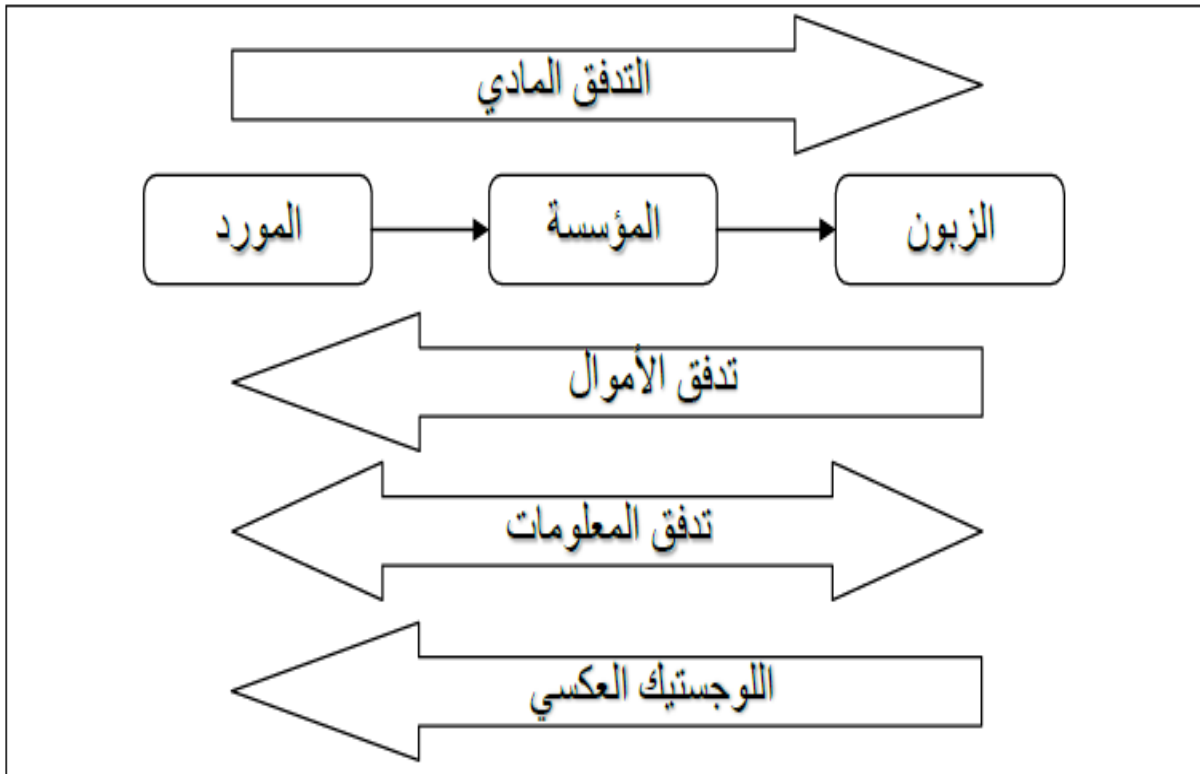 التدفق المادي
المورد
المؤسسة
الزبون
تدفق الأموال
تدفق المعلومات
اللوجستيك العكسي